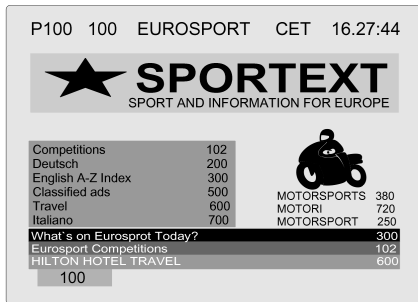 P100 100 EUROSPORT CET 16.27:44
SPORTEXT
SPORT AND INFORMATION FOR EUROPE
Competitions 102
Deutsch 200
English A-Z Index 300
Classified ads 500
Travel 600
Italiano 700
MOTORSPORTS 380
MOTORI 720
MOTORSPORT 250
What`s on Eurosprot Today? 300
Eurosport Competitions 102
HILTON HOTEL TRAVEL 600
100